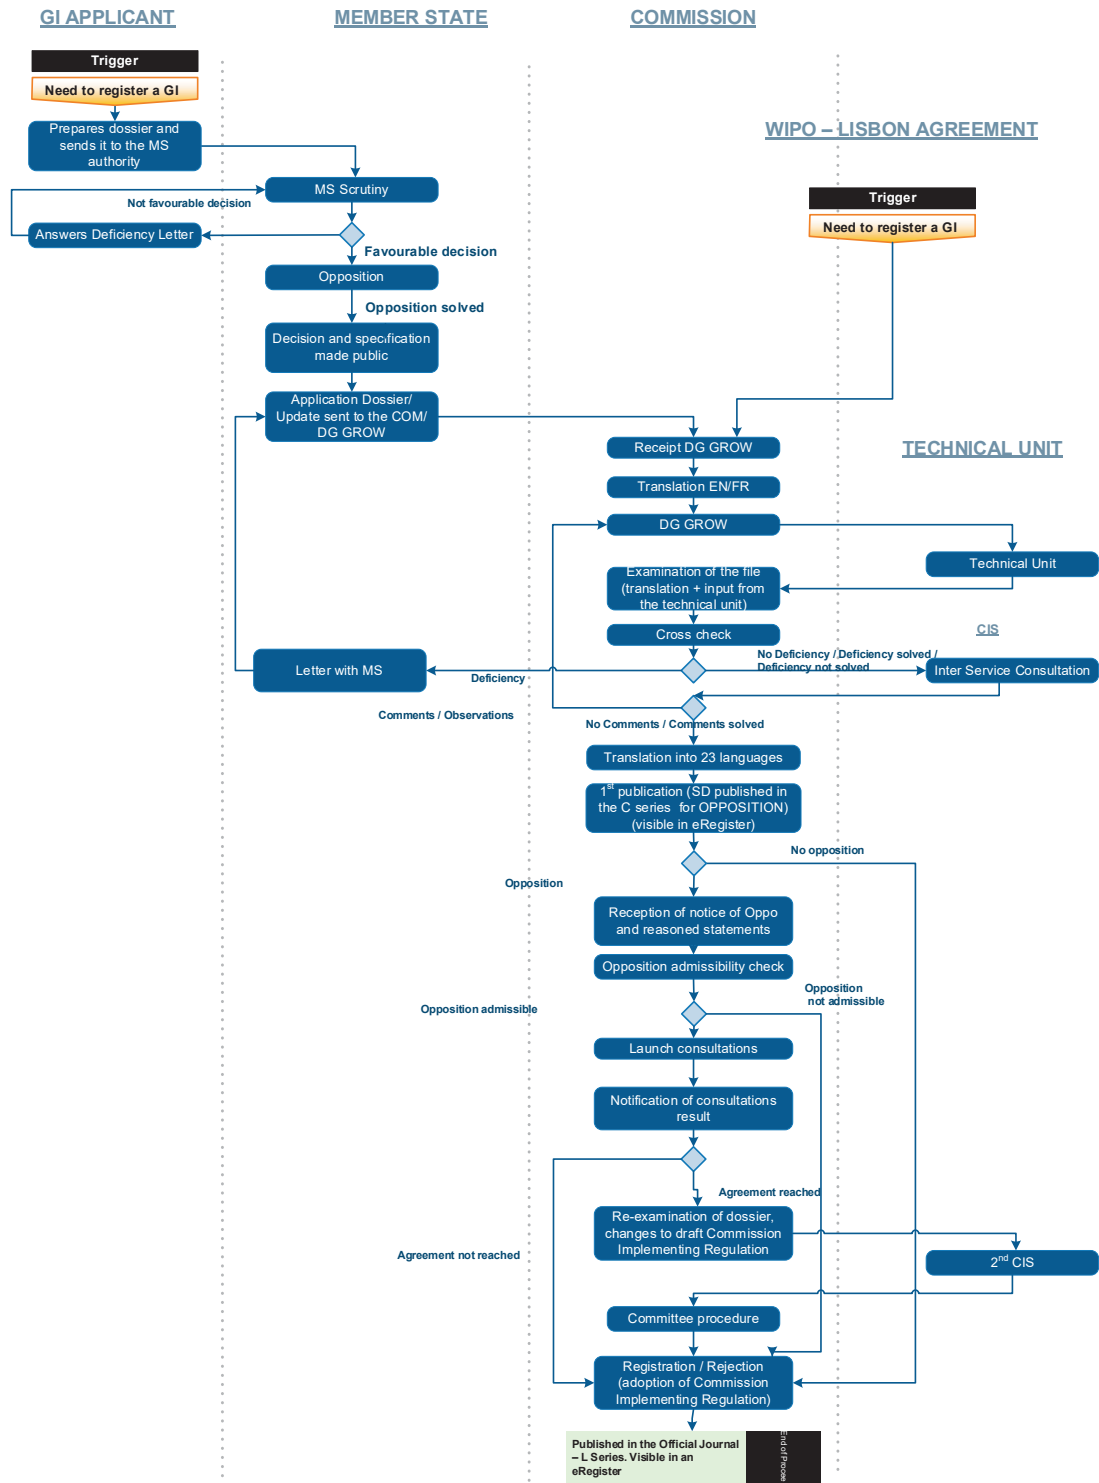 GI APPLICANT
MEMBER STATE
COMMISSION
Trigger
Need to register a GI
Prepares dossier and
sends it to the MS
authority
WIPO – LISBON AGREEMENT
MS Scrutiny
Not favourable decision
Trigger
Need to register a GI
Answers Deficiency Letter
Favourable decision
Opposition
Opposition solved
Decision and specification
made public
Application Dossier/
Update sent to the COM/
DG GROW
Receipt DG GROW
TECHNICAL UNIT
Translation EN/FR
DG GROW
Technical Unit
Examination of the file
(translation + input from
the technical unit)
Cross check
CIS
No Deficiency / Deficiency solved /
Deficiency not solved
Letter with MS
Deficiency
Inter Service Consultation
Comments / Observations
No Comments / Comments solved
Translation into 23 languages
1st publication (SD published in
the C series for OPPOSITION)
(visible in eRegister)
No opposition
Opposition
Reception of notice of Oppo
and reasoned statements
Opposition admissibility check
Opposition
not admissible
Opposition admissible
Launch consultations
Notification of consultations
result
Agreement reached
Re-examination of dossier,
changes to draft Commission
Implementing Regulation
Agreement not reached
2nd CIS
Committee procedure
Registration / Rejection
(adoption of Commission
Implementing Regulation)
Published in the Official Journal
– L Series. Visible in an
eRegister
End of Proce